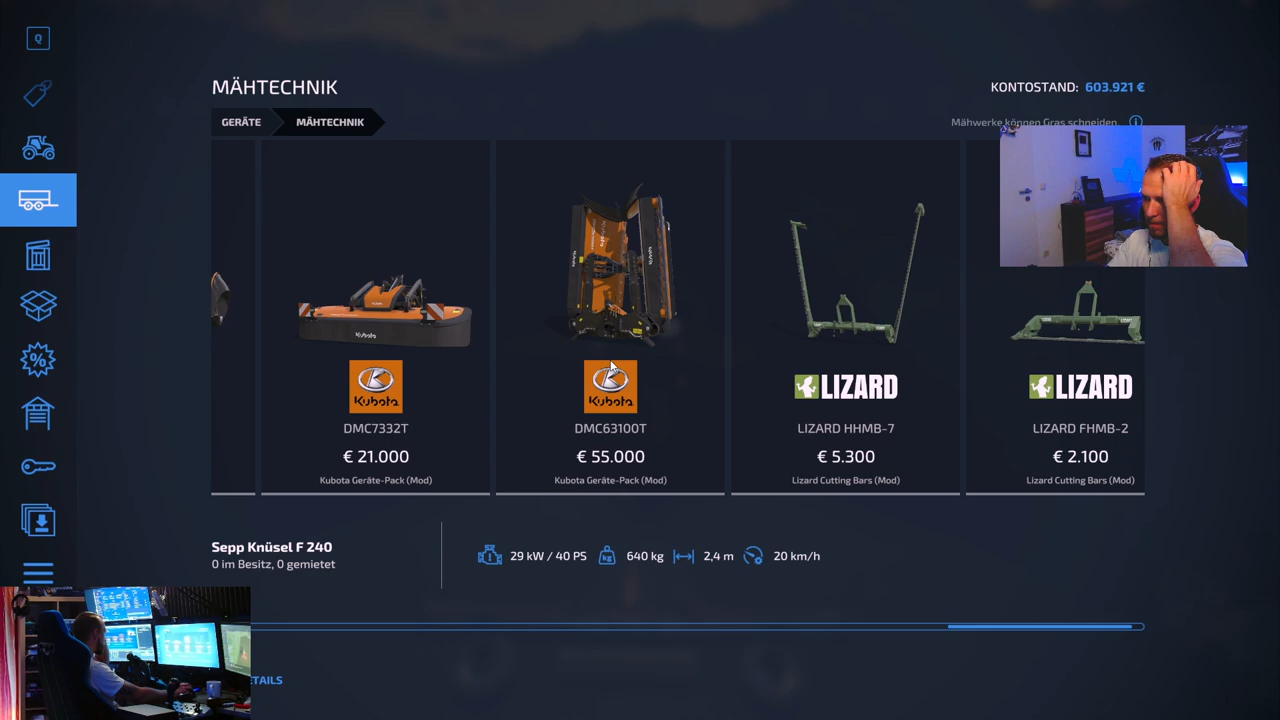 Q
MÄHTECHNIK
KONTOSTAND: 603.921 €
GERÄTE
MÄHTECHNIK
Mähwerke können Gras schneiden.
Kubota
DMC7332T
€ 21.000
Kubota Geräte-Pack (Mod)
Kubota
DMC63100T
€ 55.000
Kubota Geräte-Pack (Mod)
LIZARD
LIZARD HHMB-7
€ 5.300
Lizard Cutting Bars (Mod)
LIZARD
LIZARD FHMB-2
€ 2.100
Lizard Cutting Bars (Mod)
Sepp Knüsel F 240
0 im Besitz, 0 gemietet
29 kW / 40 PS
640 kg
2,4 m
20 km/h
ETAILS